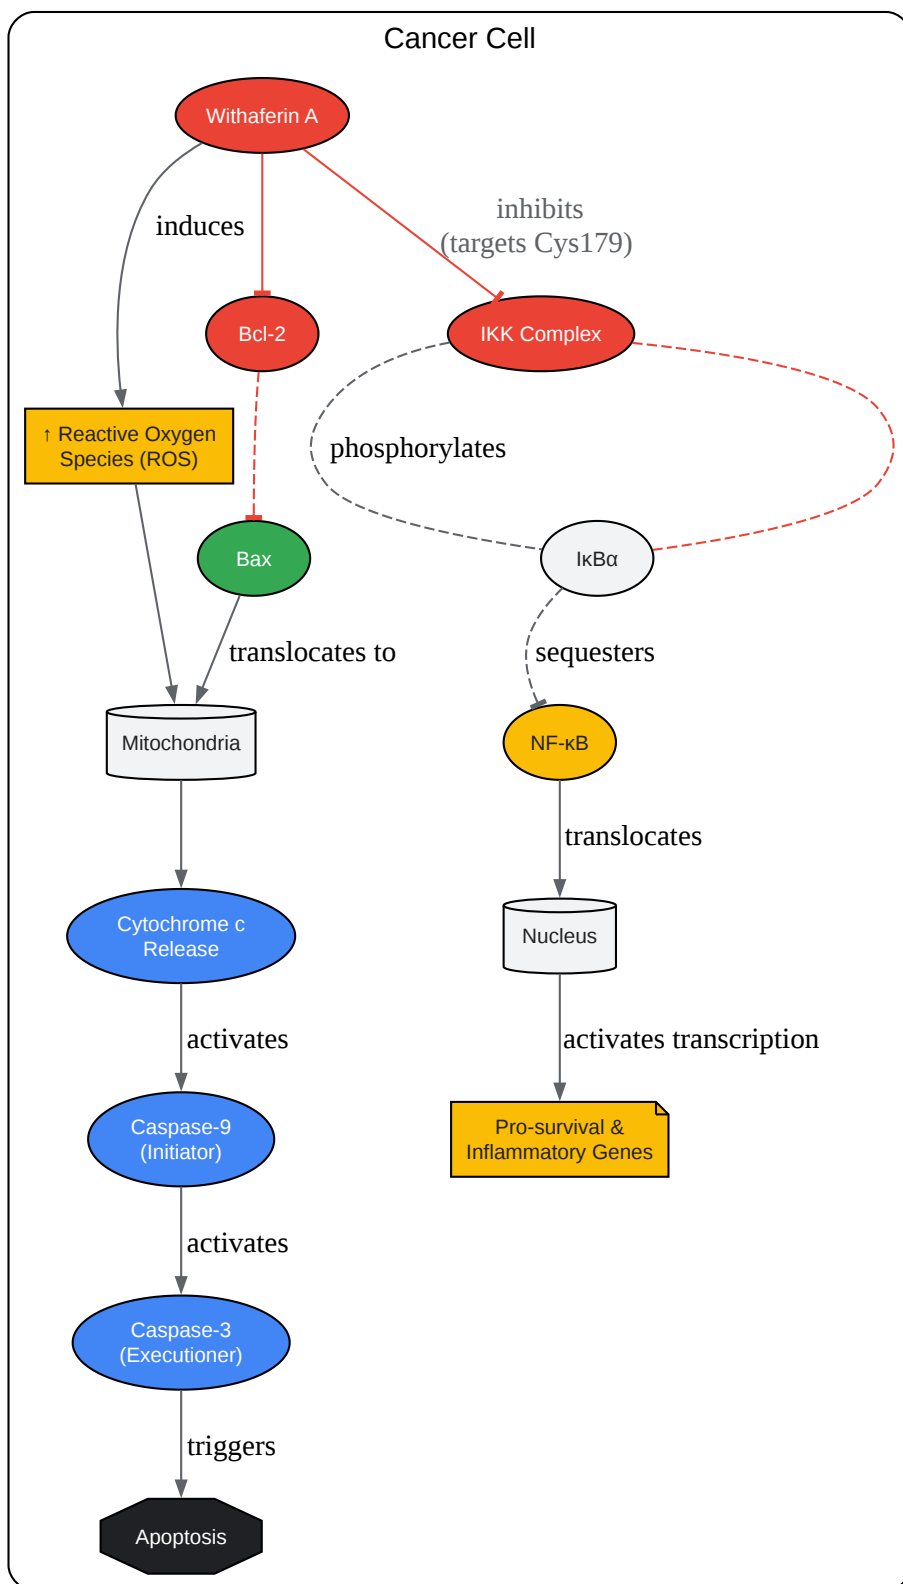 Cancer Cell
Withaferin A
induces
inhibits
(targets Cys179)
Bcl-2
IKK Complex
↑ Reactive Oxygen
Species (ROS)
phosphorylates
Bax
IκBα
translocates to
sequesters
Mitochondria
NF-κB
translocates
Cytochrome c
Release
Nucleus
activates
activates transcription
Caspase-9
(Initiator)
Pro-survival &
Inflammatory Genes
activates
Caspase-3
(Executioner)
triggers
Apoptosis